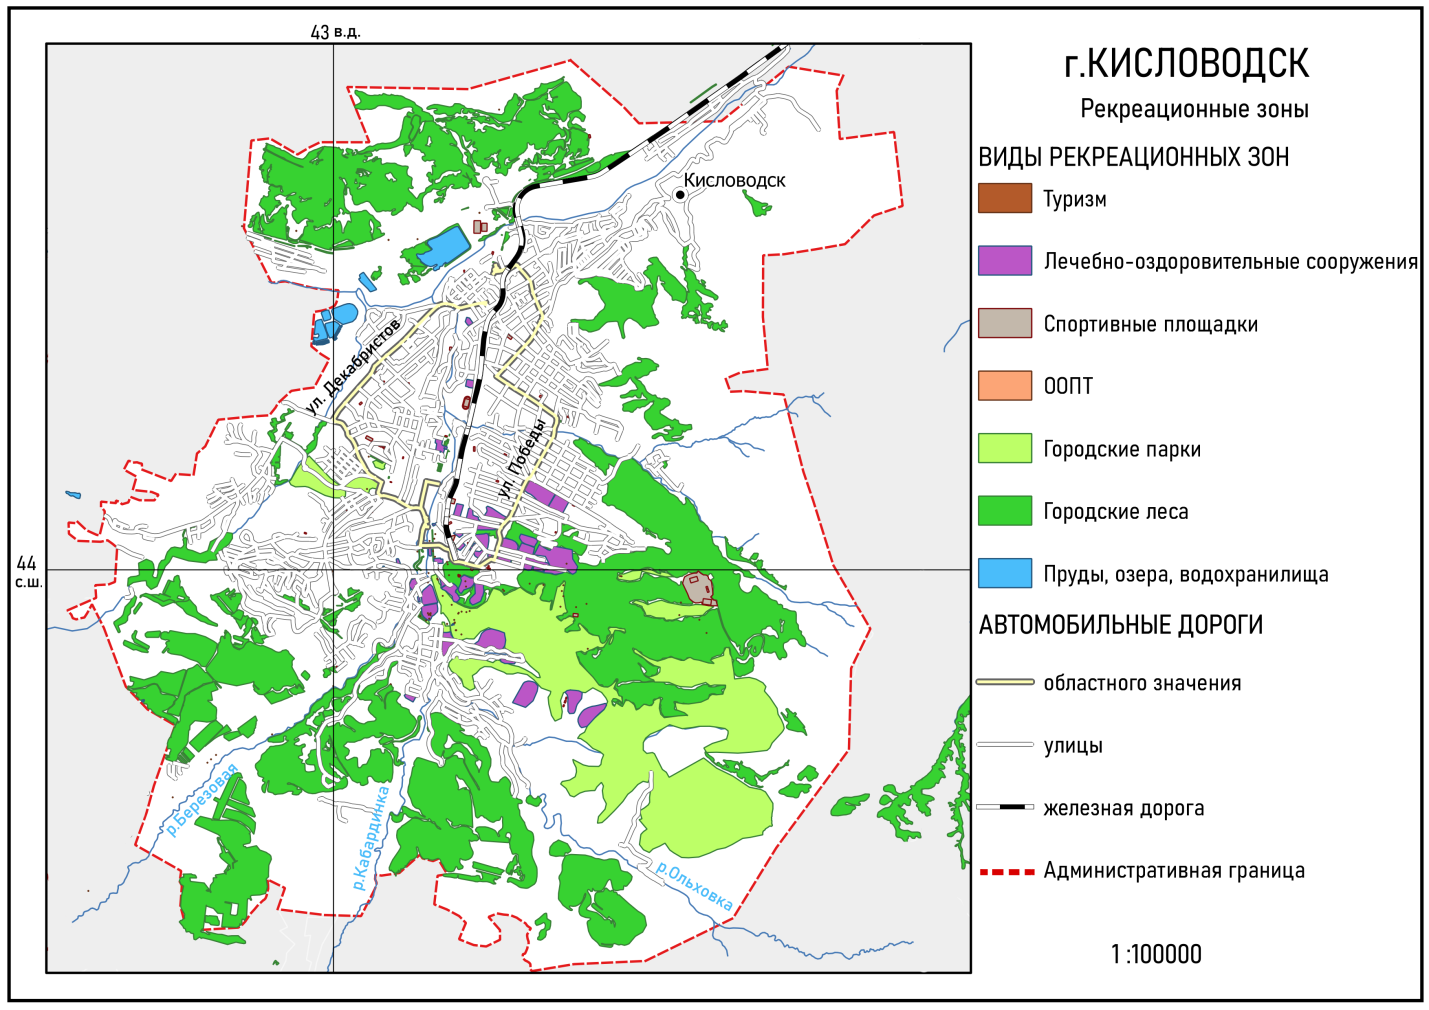 43 в.д.
44
с.ш.
Кисловодск
ул. Декабристов
ул. Победы
р.Березовая
р.Кабардинка
р.Ольховка
г.КИСЛОВОДСК
Рекреационные зоны
ВИДЫ РЕКРЕАЦИОННЫХ ЗОН
Туризм
Лечебно-оздоровительные сооружения
Спортивные площадки
ООПТ
Городские парки
Городские леса
Пруды, озера, водохранилища
АВТОМОБИЛЬНЫЕ ДОРОГИ
областного значения
улицы
железная дорога
Административная граница
1 :100000